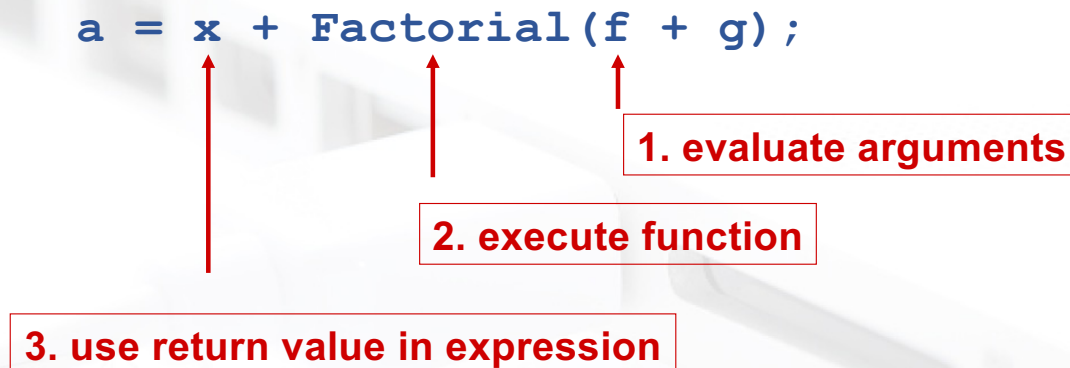 a = x + Factorial(f + g);
1. evaluate arguments
2. execute function
3. use return value in expression